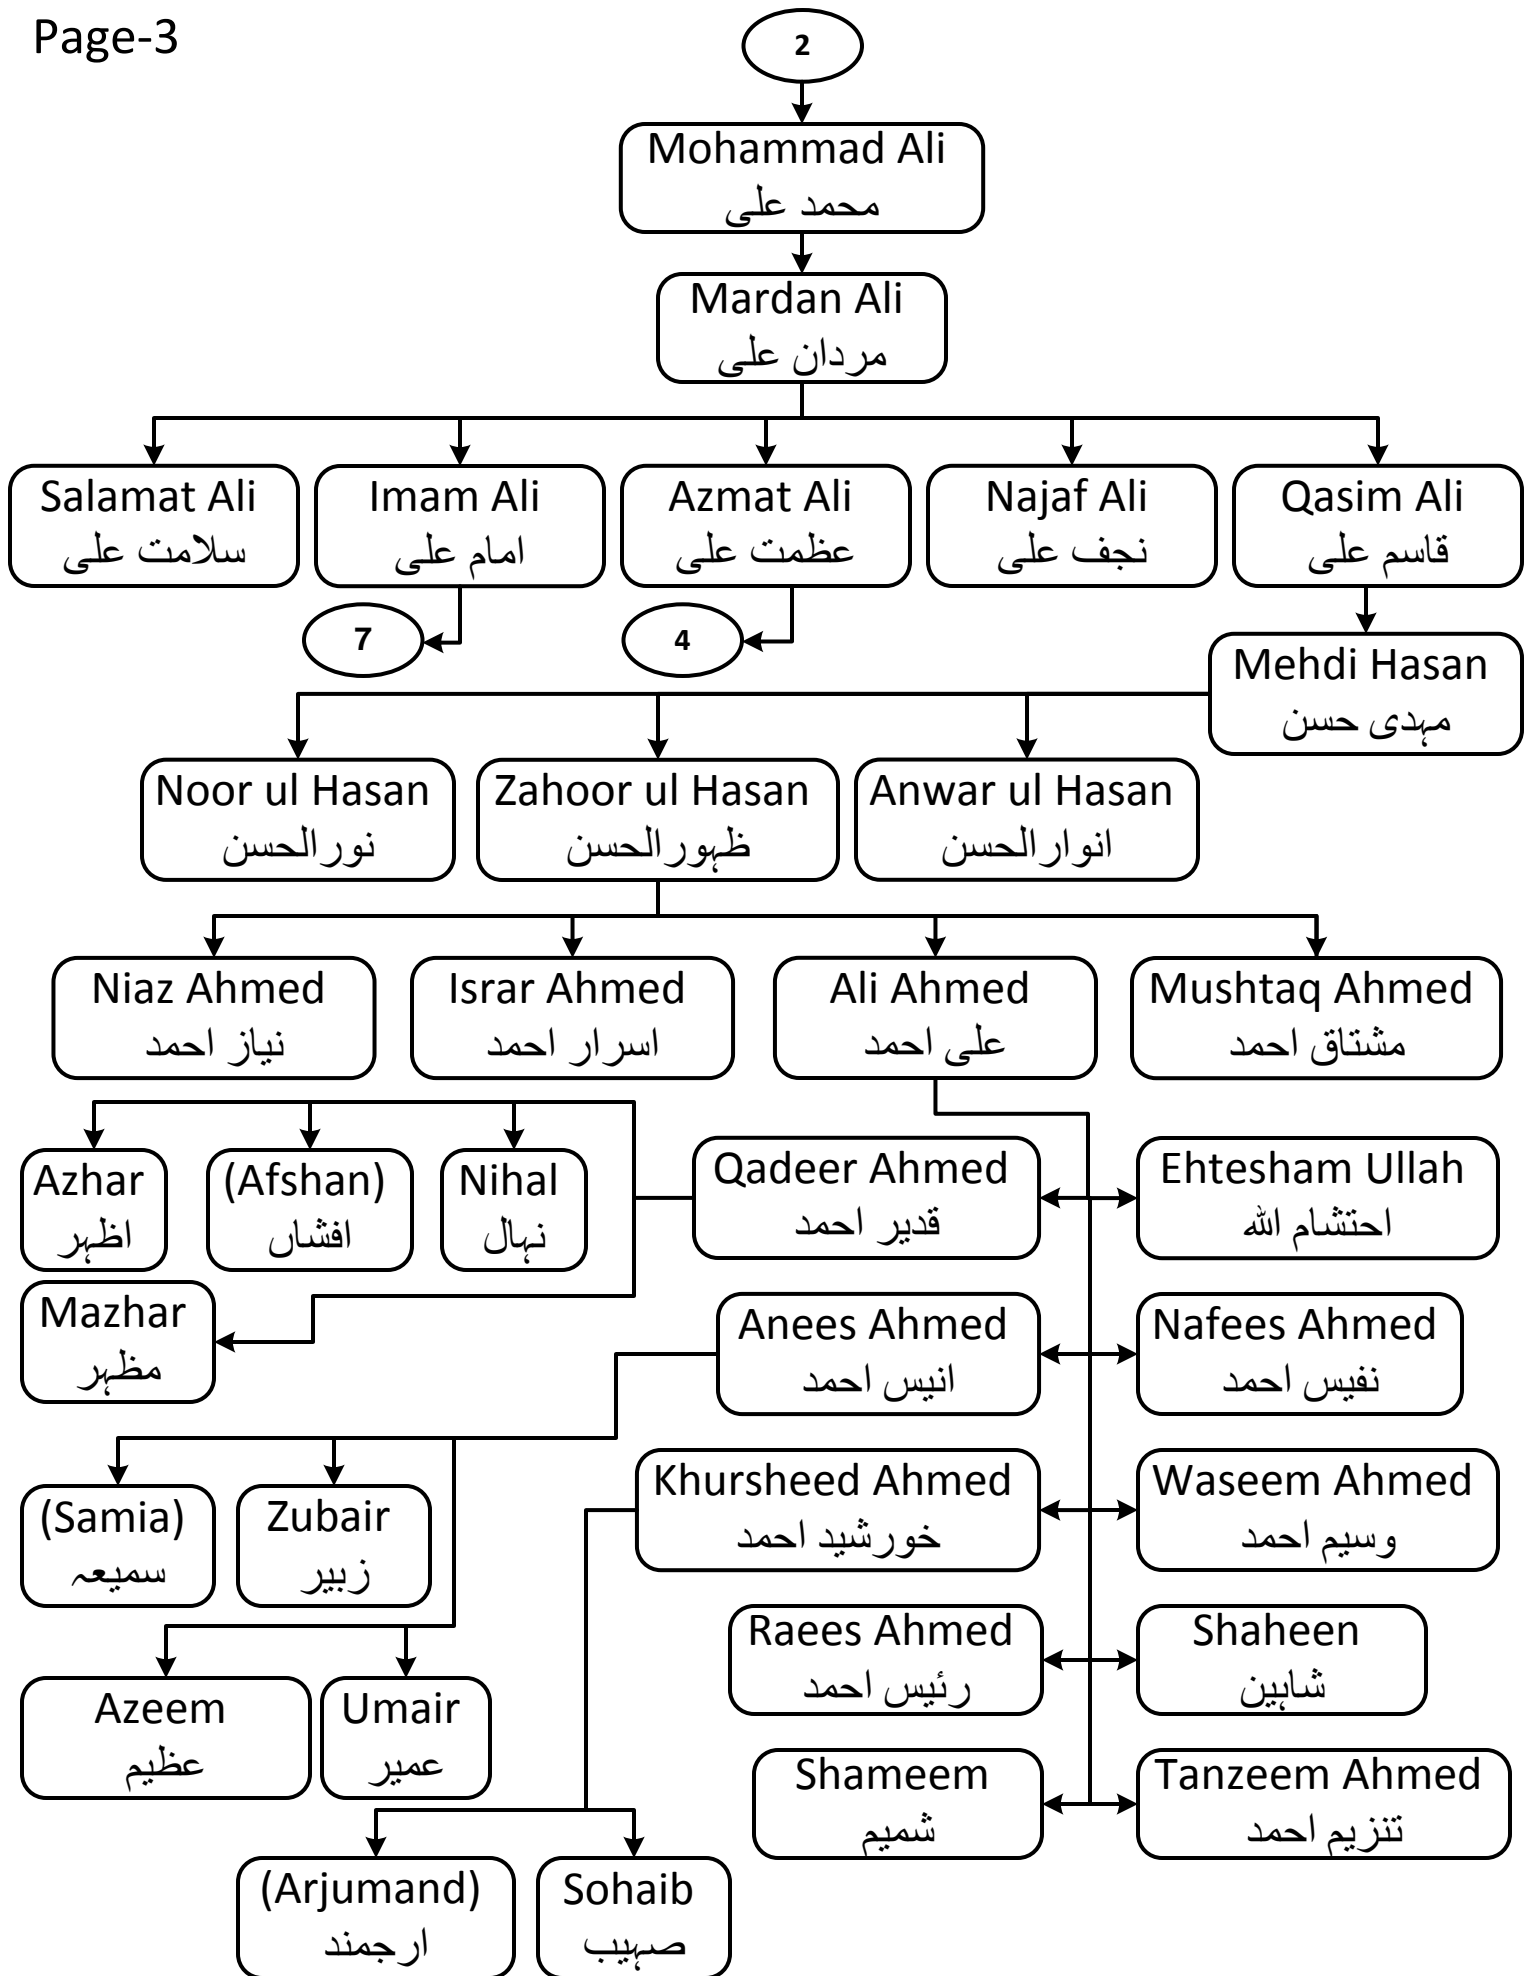 Page-3
2
Mohammad Ali
محمد علی
Mardan Ali
مردان علی
Salamat Ali
سلامت علی
Imam Ali
امام علی
Azmat Ali
عظمت علی
Najaf Ali
نجف علی
Qasim Ali
قاسم علی
7
4
Mehdi Hasan
مہدی حسن
Noor ul Hasan
نورالحسن
Zahoor ul Hasan
ظہورالحسن
Anwar ul Hasan
انوارالحسن
Niaz Ahmed
نیاز احمد
Israr Ahmed
اسرار احمد
Ali Ahmed
علی احمد
Mushtaq Ahmed
مشتاق احمد
Azhar
اظہر
(Afshan)
افشاں
Nihal
نہال
Qadeer Ahmed
قدیر احمد
Ehtesham Ullah
احتشام اللہ
Mazhar
مظہر
Anees Ahmed
انیس احمد
Nafees Ahmed
نفیس احمد
(Samia)
سمیعہ
Zubair
زبیر
Khursheed Ahmed
خورشید احمد
Waseem Ahmed
وسیم احمد
Raees Ahmed
رئیس احمد
Shaheen
شاہین
Azeem
عظیم
Umair
عمیر
Shameem
شمیم
Tanzeem Ahmed
تنزیم احمد
(Arjumand)
ارجمند
Sohaib
صہیب